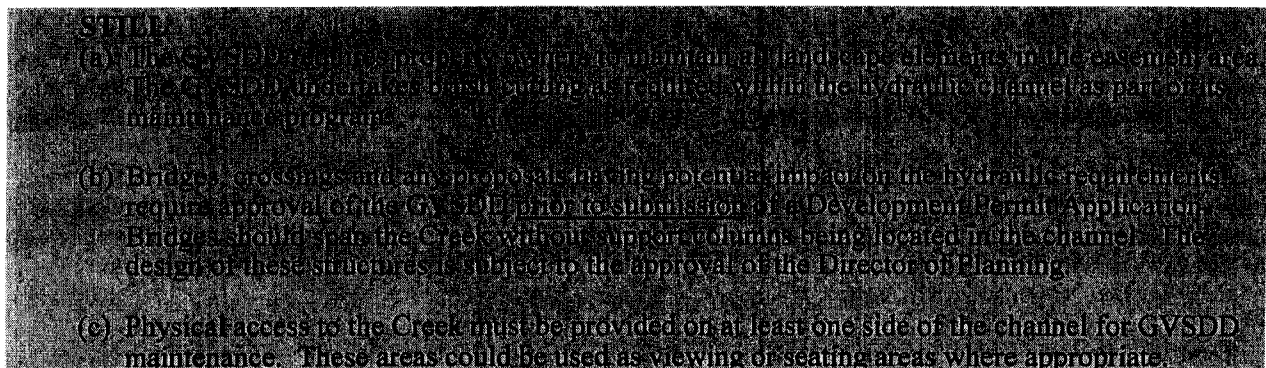 STILL
(a) The GVSDD requires property owners to maintain all landscape elements in the easement area.
The GVSDD undertakes brush cutting as required within the hydraulic channel as part of its
maintenance program.
(b) Bridges, crossings and any proposals having potential impact on the hydraulic requirements
require approval of the GVSDD prior to submission of a Development Permit Application.
Bridges should span the Creek without support columns being located in the channel. The
design of these structures is subject to the approval of the Director of Planning.
(c) Physical access to the Creek must be provided on at least one side of the channel for GVSDD
maintenance. These areas could be used as viewing or seating areas where appropriate.